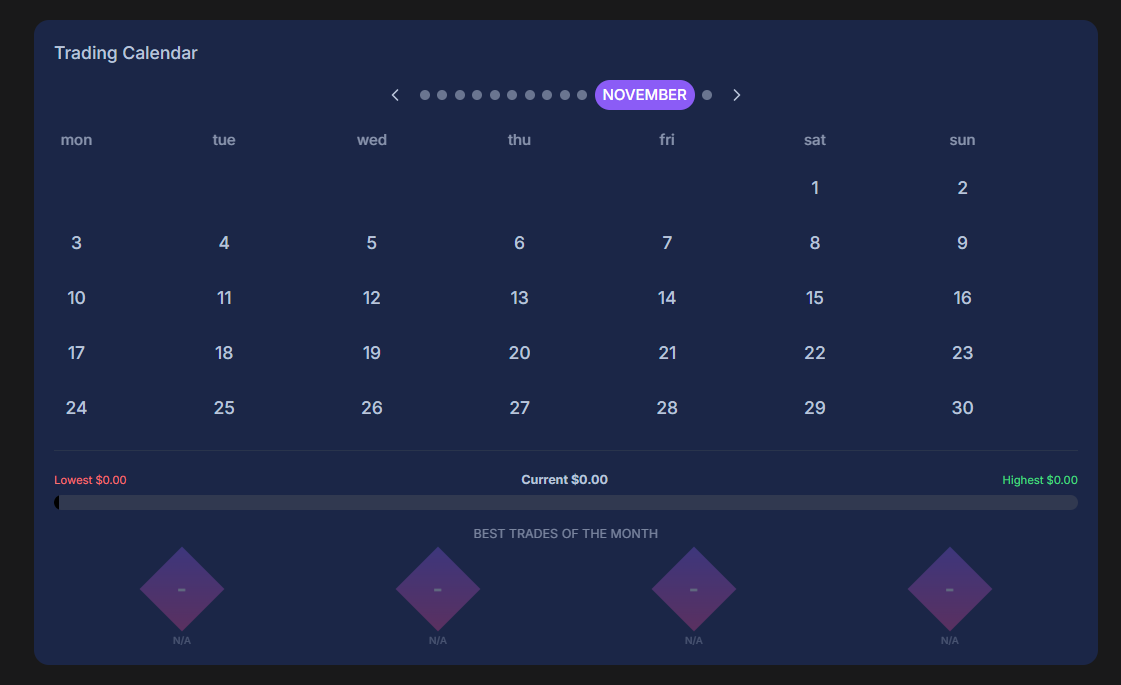 Trading Calendar
NOVEMBER
mon tue wed thu fri sat sun
1 2
3 4 5 6 7 8 9
10 11 12 13 14 15 16
17 18 19 20 21 22 23
24 25 26 27 28 29 30
Lowest $0.00 Current $0.00 Highest $0.00
BEST TRADES OF THE MONTH
- - - -
N/A N/A N/A N/A